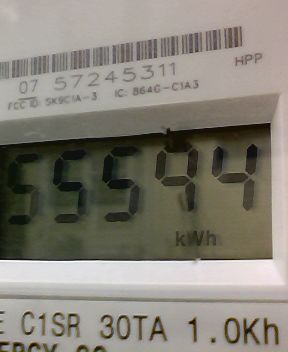 HPP
07 57245311
FCC ID: SK9C1A-3 IC: 864G-C1A3
55594
kWh
E C1SR 30TA 1.0Kh